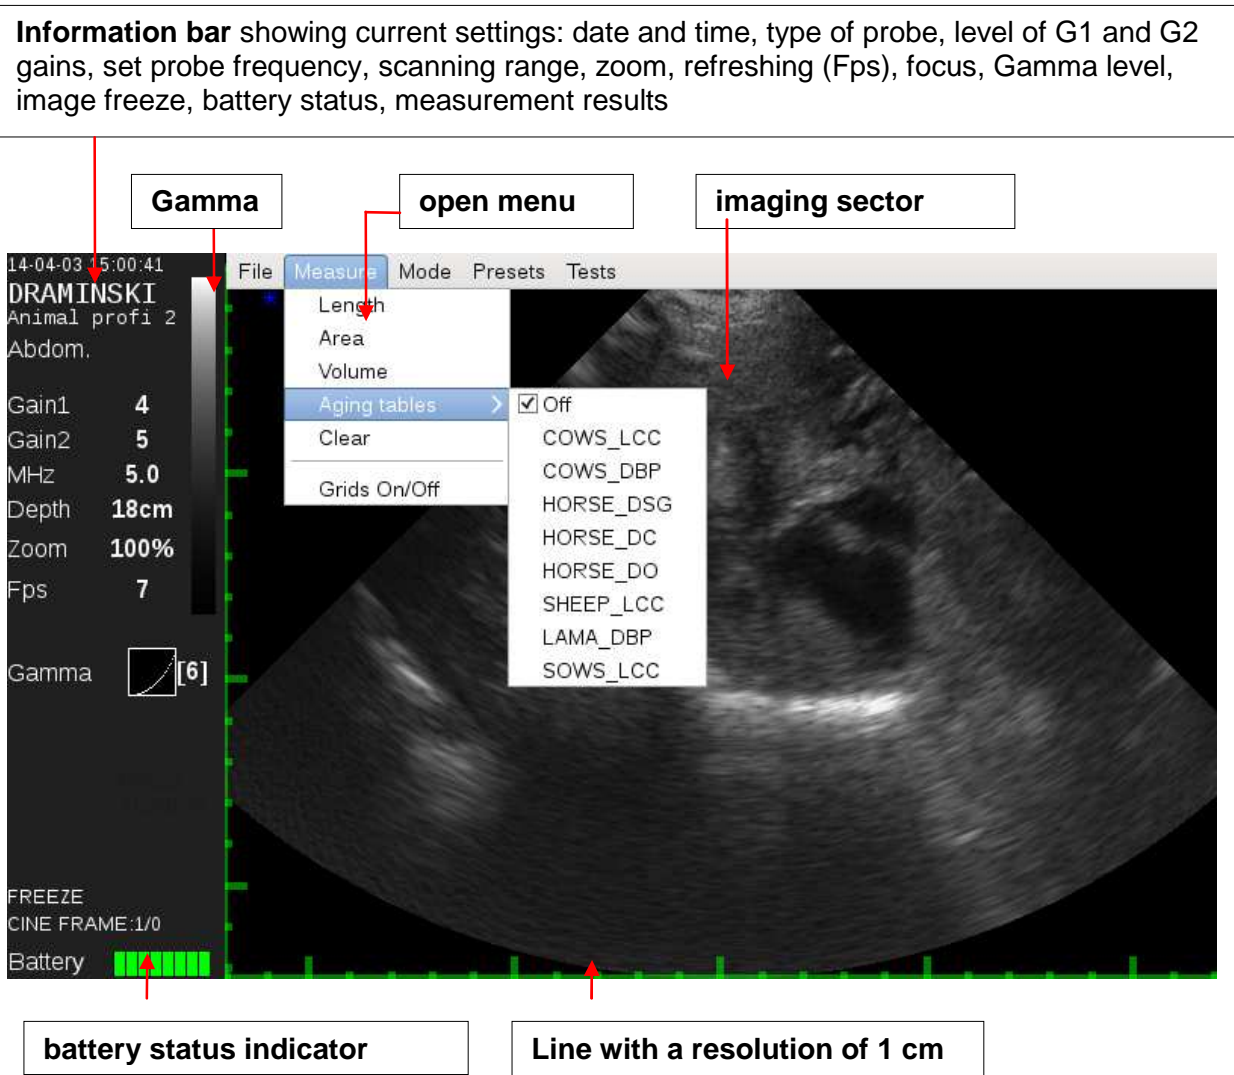 Information bar showing current settings: date and time, type of probe, level of G1 and G2
gains, set probe frequency, scanning range, zoom, refreshing (Fps), focus, Gamma level,
image freeze, battery status, measurement results
Gamma
open menu
imaging sector
14-04-03 15:00:41
DRAMINSKI
Animal profi 2
Abdom.
Gain1 4
Gain2 5
MHz 5.0
Depth 18cm
Zoom 100%
Fps 7
Gamma [6]
FREEZE
CINE FRAME:1/0
Battery
File Measure Mode Presets Tests
Length
Area
Volume
Aging tables
Clear
Grids On/Off
Off
COWS_LCC
COWS_DBP
HORSE_DSG
HORSE_DC
HORSE_DO
SHEEP_LCC
LAMA_DBP
SOWS_LCC
battery status indicator
Line with a resolution of 1 cm